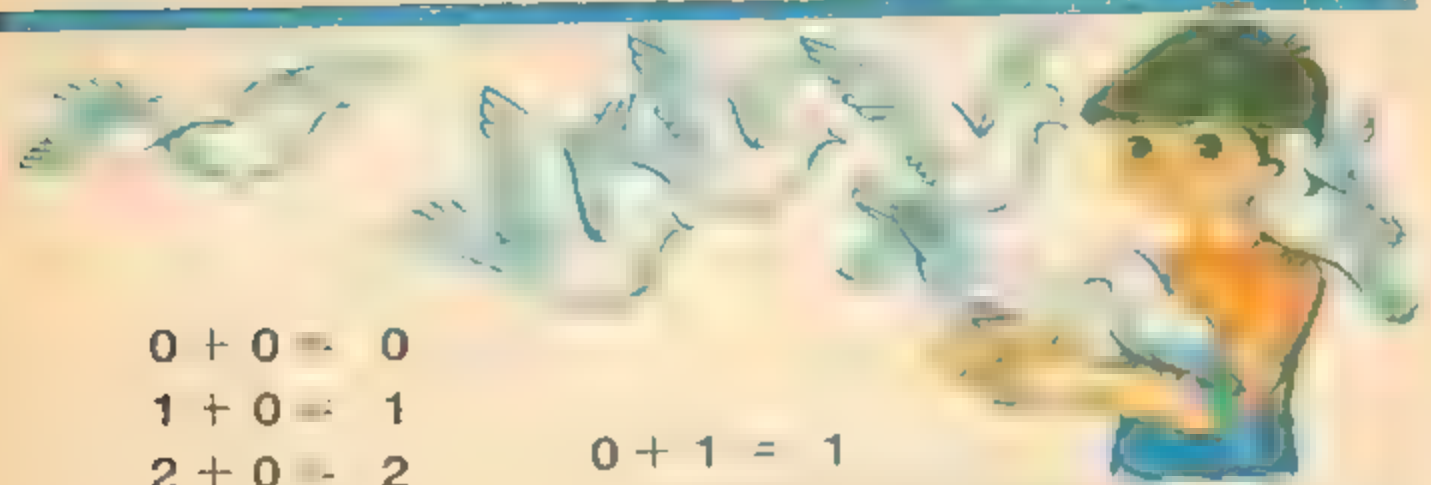 0 + 0 = 0
1 + 0 = 1
0 + 1 = 1
2 + 0 = 2